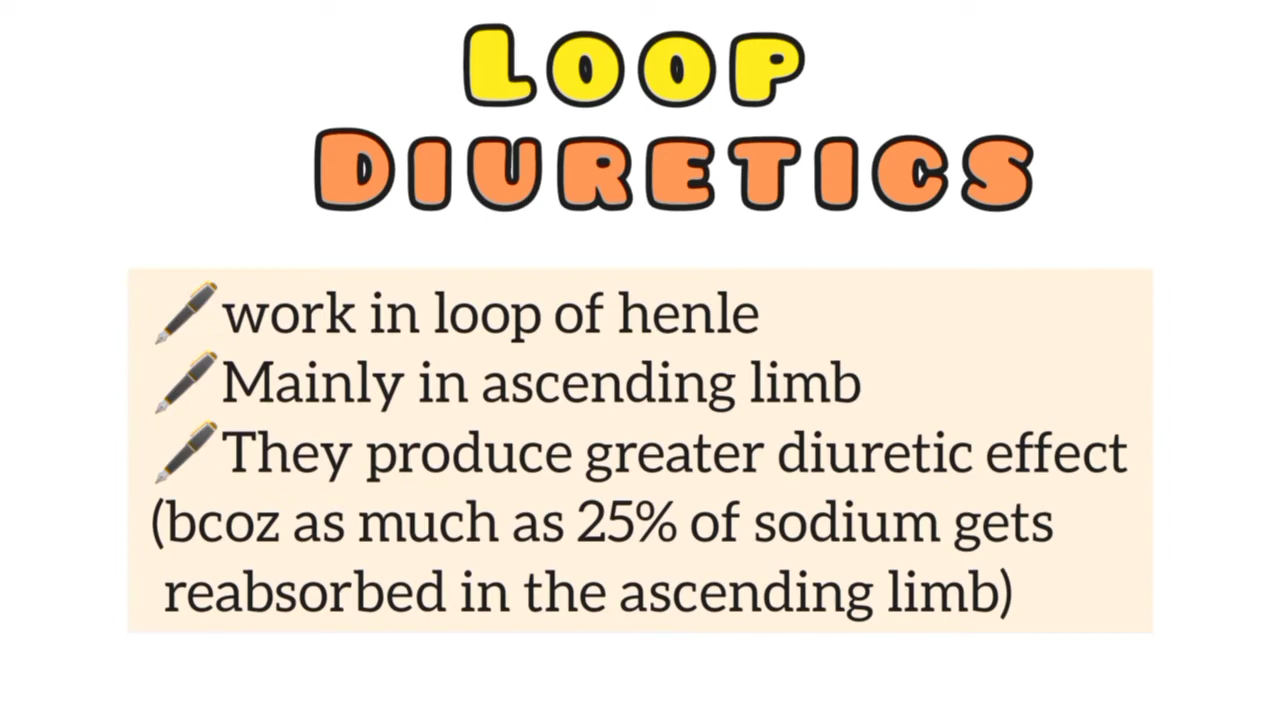 LOOP
DIURETICS
🖋️work in loop of henle
🖋️Mainly in ascending limb
🖋️They produce greater diuretic effect
(bcoz as much as 25% of sodium gets
reabsorbed in the ascending limb)